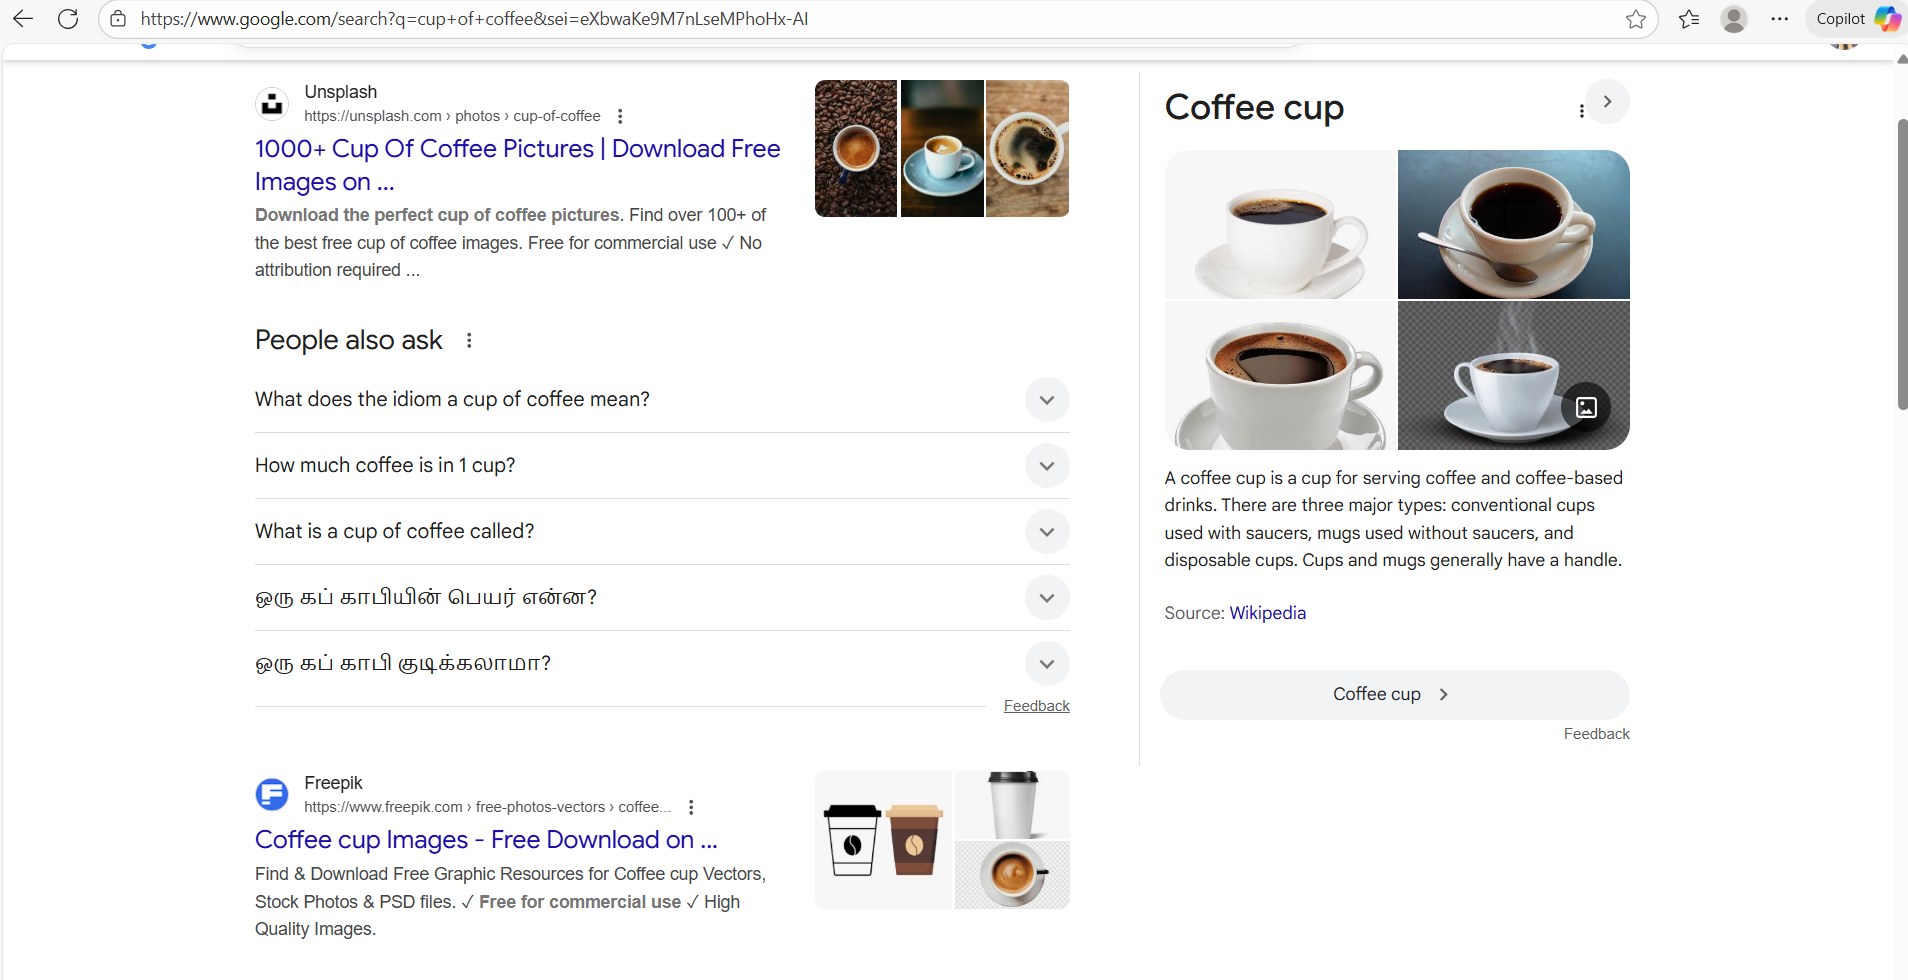 https://www.google.com/search?q=cup+of+coffee&sei=eXbwaKe9M7nLseMPhoHx-AI
Copilot
Unsplash
https://unsplash.com › photos › cup-of-coffee
1000+ Cup Of Coffee Pictures | Download Free
Images on ...
Download the perfect cup of coffee pictures. Find over 100+ of
the best free cup of coffee images. Free for commercial use ✓ No
attribution required ...
People also ask
What does the idiom a cup of coffee mean?
How much coffee is in 1 cup?
What is a cup of coffee called?
ஒரு கப் காபியின் பெயர் என்ன?
ஒரு கப் காபி குடிக்கலாமா?
Feedback
Freepik
https://www.freepik.com › free-photos-vectors › coffee...
Coffee cup Images - Free Download on ...
Find & Download Free Graphic Resources for Coffee cup Vectors,
Stock Photos & PSD files. ✓ Free for commercial use ✓ High
Quality Images.
Coffee cup
A coffee cup is a cup for serving coffee and coffee-based
drinks. There are three major types: conventional cups
used with saucers, mugs used without saucers, and
disposable cups. Cups and mugs generally have a handle.
Source: Wikipedia
Coffee cup
Feedback